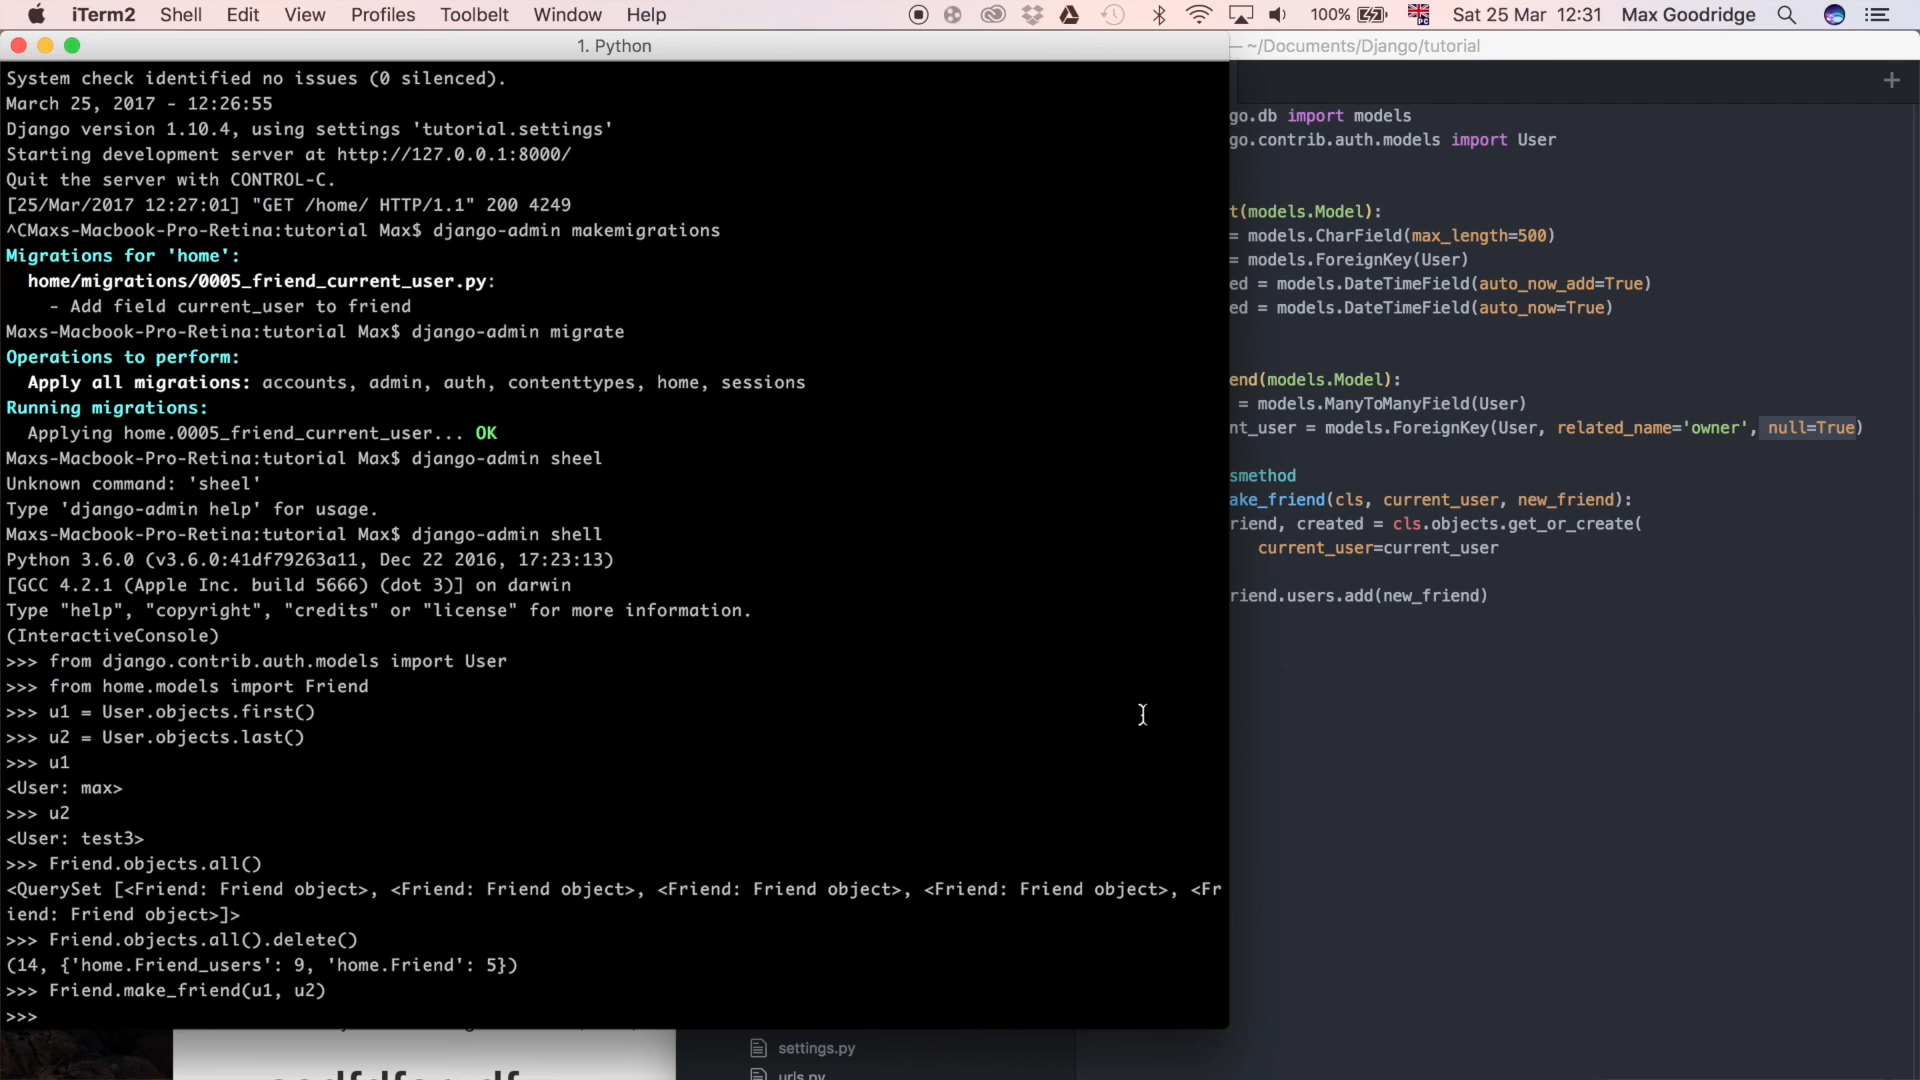 iTerm2 Shell Edit View Profiles Toolbelt Window Help 100% Sat 25 Mar 12:31 Max Goodridge
1. Python
— ~/Documents/Django/tutorial
System check identified no issues (0 silenced).
March 25, 2017 - 12:26:55
Django version 1.10.4, using settings 'tutorial.settings'
Starting development server at http://127.0.0.1:8000/
Quit the server with CONTROL-C.
[25/Mar/2017 12:27:01] "GET /home/ HTTP/1.1" 200 4249
^CMaxs-Macbook-Pro-Retina:tutorial Max$ django-admin makemigrations
Migrations for 'home':
home/migrations/0005_friend_current_user.py:
- Add field current_user to friend
Maxs-Macbook-Pro-Retina:tutorial Max$ django-admin migrate
Operations to perform:
Apply all migrations: accounts, admin, auth, contenttypes, home, sessions
Running migrations:
Applying home.0005_friend_current_user... OK
Maxs-Macbook-Pro-Retina:tutorial Max$ django-admin sheel
Unknown command: 'sheel'
Type 'django-admin help' for usage.
Maxs-Macbook-Pro-Retina:tutorial Max$ django-admin shell
Python 3.6.0 (v3.6.0:41df79263a11, Dec 22 2016, 17:23:13)
[GCC 4.2.1 (Apple Inc. build 5666) (dot 3)] on darwin
Type "help", "copyright", "credits" or "license" for more information.
(InteractiveConsole)
>>> from django.contrib.auth.models import User
>>> from home.models import Friend
>>> u1 = User.objects.first()
>>> u2 = User.objects.last()
>>> u1
<User: max>
>>> u2
<User: test3>
>>> Friend.objects.all()
<QuerySet [<Friend: Friend object>, <Friend: Friend object>, <Friend: Friend object>, <Friend: Friend object>, <Fr
iend: Friend object>]>
>>> Friend.objects.all().delete()
(14, {'home.Friend_users': 9, 'home.Friend': 5})
>>> Friend.make_friend(u1, u2)
>>>
go.db import models
go.contrib.auth.models import User
t(models.Model):
= models.CharField(max_length=500)
= models.ForeignKey(User)
ed = models.DateTimeField(auto_now_add=True)
ed = models.DateTimeField(auto_now=True)
end(models.Model):
= models.ManyToManyField(User)
nt_user = models.ForeignKey(User, related_name='owner', null=True)
smethod
ake_friend(cls, current_user, new_friend):
riend, created = cls.objects.get_or_create(
current_user=current_user
riend.users.add(new_friend)
settings.py
urls.py